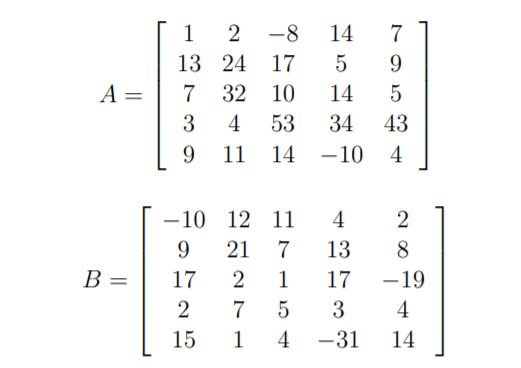 1 2 −8 14 7
13 24 17 5 9
A = 7 32 10 14 5
3 4 53 34 43
9 11 14 −10 4
−10 12 11 4 2
9 21 7 13 8
B = 17 2 1 17 −19
2 7 5 3 4
15 1 4 −31 14